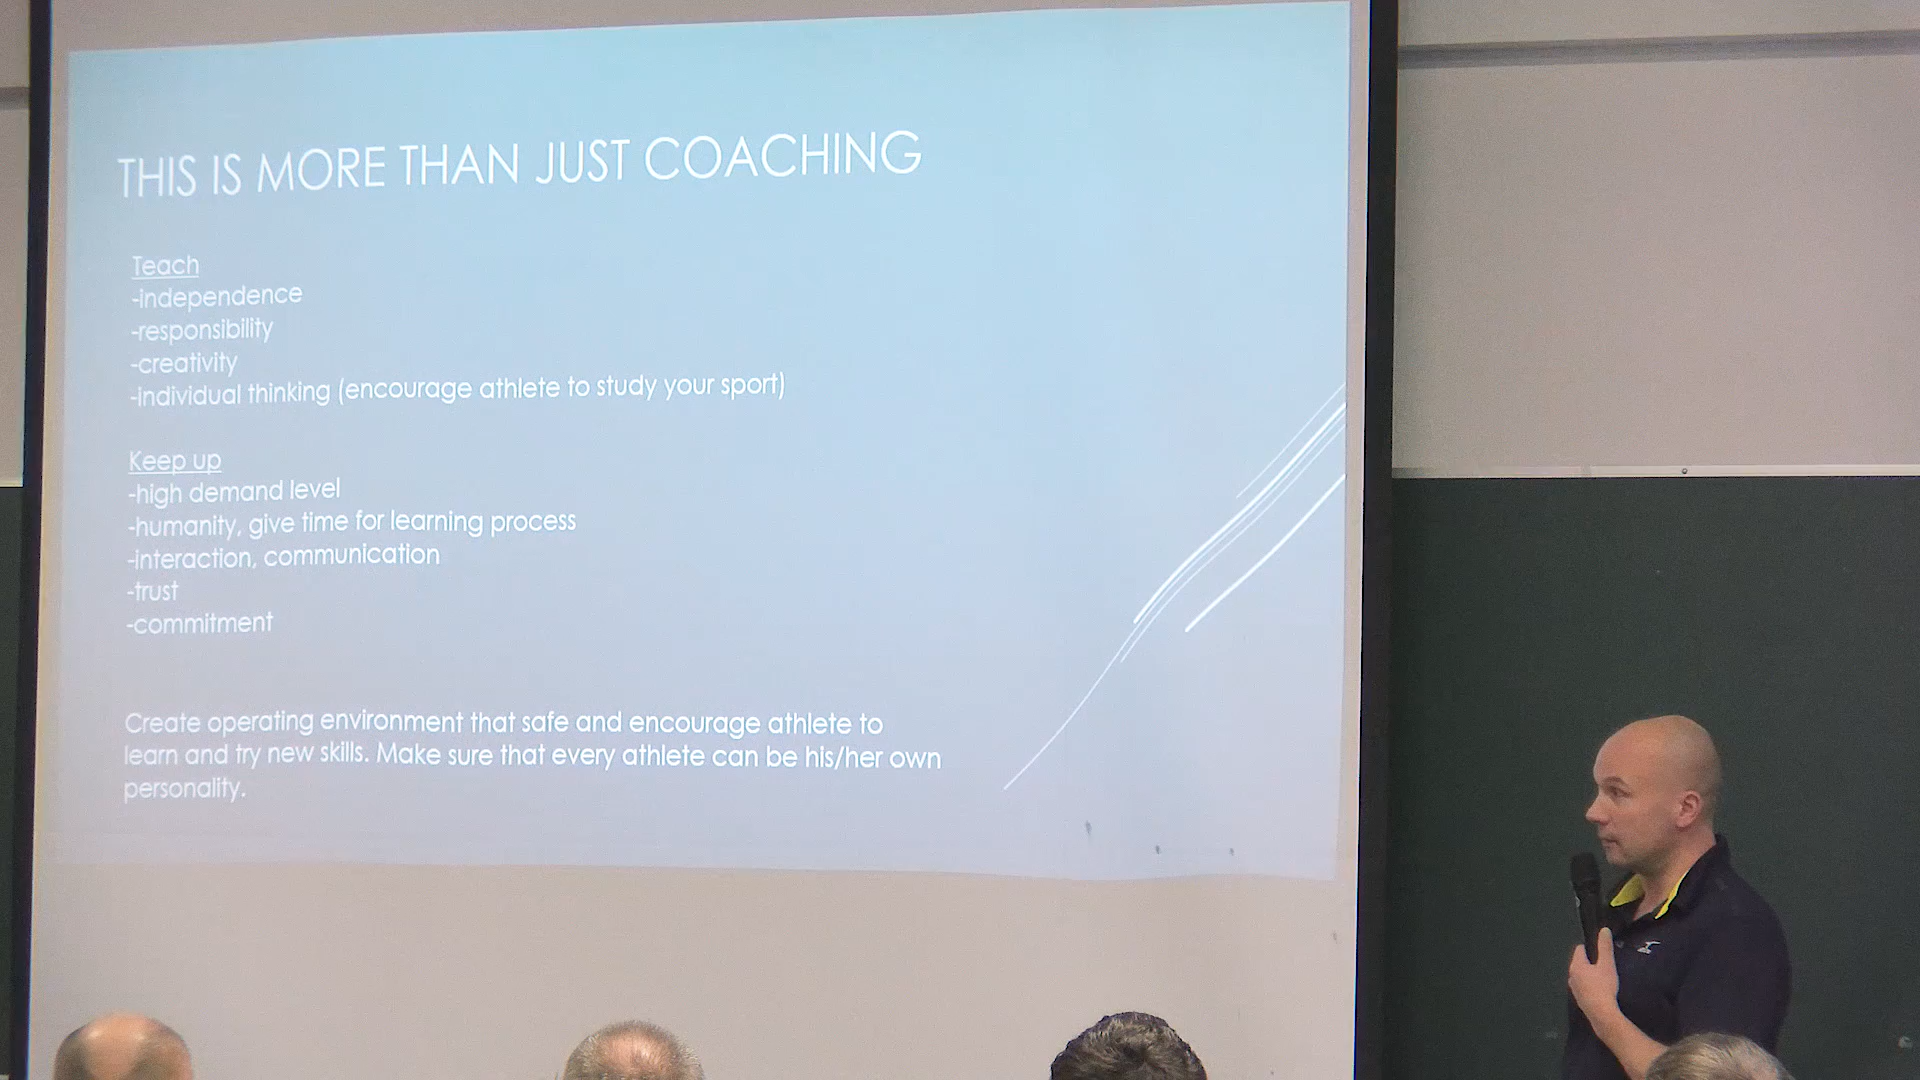 THIS IS MORE THAN JUST COACHING
Teach
-independence
-responsibility
-creativity
-individual thinking (encourage athlete to study your sport)
Keep up
-high demand level
-humanity, give time for learning process
-interaction, communication
-trust
-commitment
Create operating environment that safe and encourage athlete to
learn and try new skills. Make sure that every athlete can be his/her own
personality.